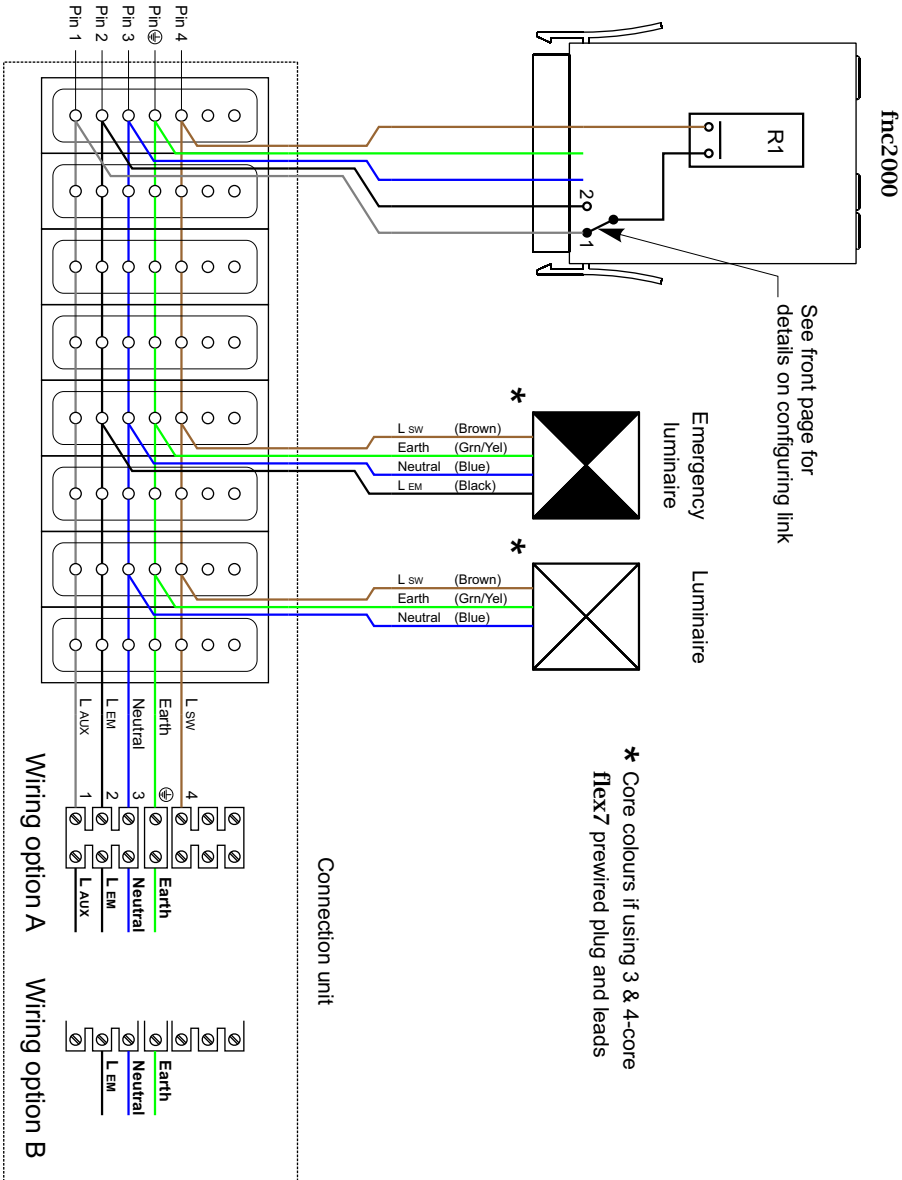 fnc2000
R1
2
1
See front page for
details on configuring link
Emergency
luminaire
Luminaire
*
L SW (Brown)
Earth (Grn/Yel)
Neutral (Blue)
L EM (Black)
*
L SW (Brown)
Earth (Grn/Yel)
Neutral (Blue)
* Core colours if using 3 & 4-core
flex7 prewired plug and leads
Pin 4
Pin ⏚
Pin 3
Pin 2
Pin 1
Connection unit
L SW
Earth
Neutral
L EM
L AUX
4
⏚
3
2
1
Earth
Neutral
L EM
L AUX
Wiring option A
Earth
Neutral
L EM
Wiring option B